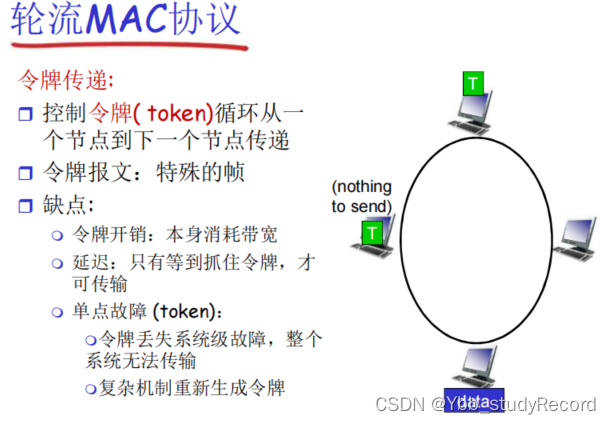 轮流MAC协议
令牌传递:
控制令牌( token)循环从一
个节点到下一个节点传递
令牌报文：特殊的帧
缺点:
令牌开销：本身消耗带宽
延迟：只有等到抓住令牌，才
可传输
单点故障 (token)：
令牌丢失系统级故障，整个
系统无法传输
复杂机制重新生成令牌
T
(nothing
to send)
T
data
CSDN @Ybb_studyRecord